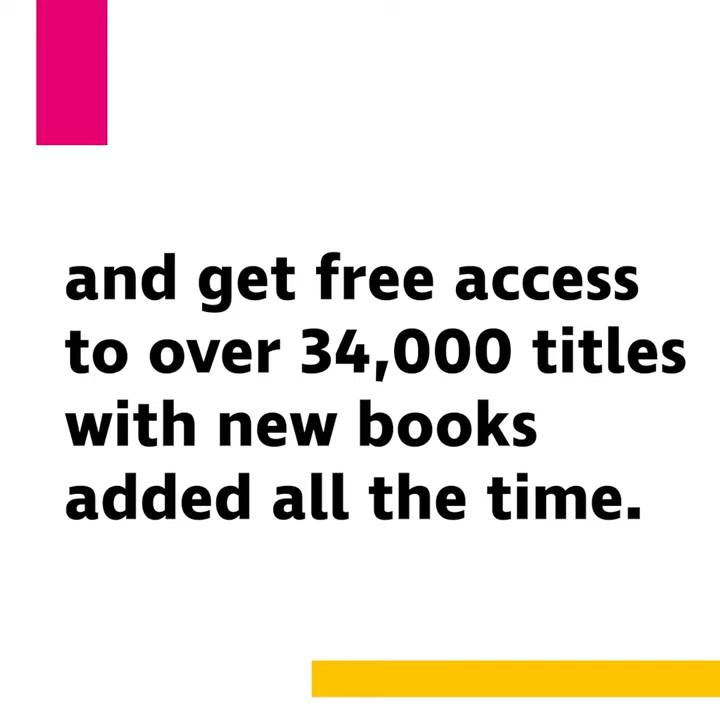 and get free access
to over 34,000 titles
with new books
added all the time.